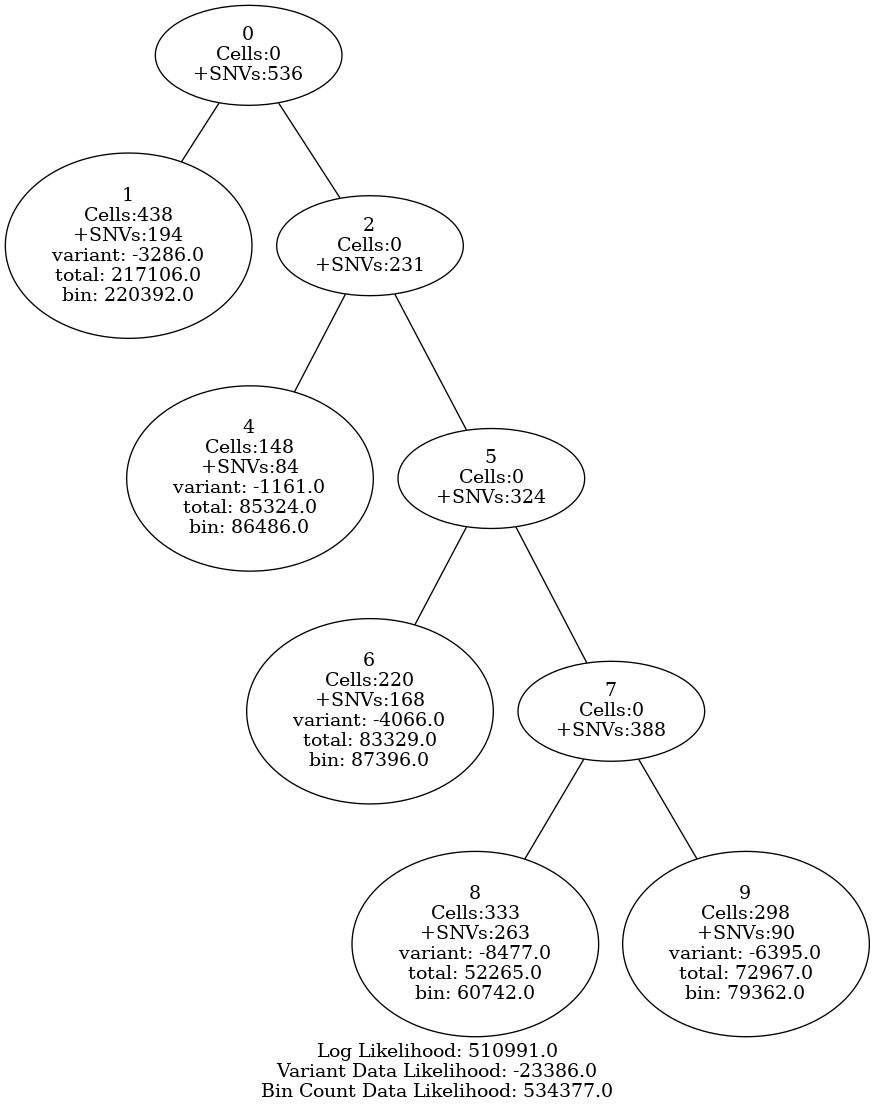 0
Cells:0
+SNVs:536
1
Cells:438
+SNVs:194
variant: -3286.0
total: 217106.0
bin: 220392.0
2
Cells:0
+SNVs:231
4
Cells:148
+SNVs:84
variant: -1161.0
total: 85324.0
bin: 86486.0
5
Cells:0
+SNVs:324
6
Cells:220
+SNVs:168
variant: -4066.0
total: 83329.0
bin: 87396.0
7
Cells:0
+SNVs:388
8
Cells:333
+SNVs:263
variant: -8477.0
total: 52265.0
bin: 60742.0
9
Cells:298
+SNVs:90
variant: -6395.0
total: 72967.0
bin: 79362.0
Log Likelihood: 510991.0
Variant Data Likelihood: -23386.0
Bin Count Data Likelihood: 534377.0